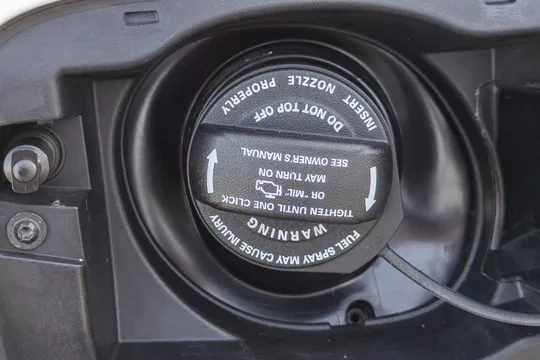 WARNING
FUEL SPRAY MAY CAUSE INJURY
TIGHTEN UNTIL ONE CLICK
OR "MIL"
MAY TURN ON
SEE OWNER'S MANUAL
DO NOT TOP OFF
INSERT NOZZLE PROPERLY